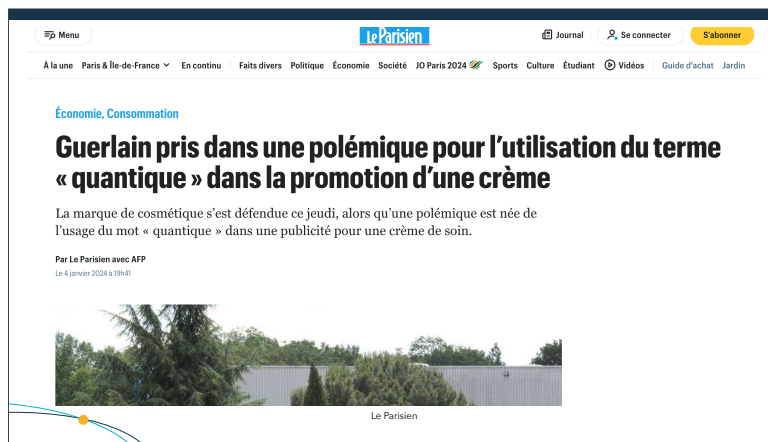 Menu
Le Parisien
Journal
Se connecter
S'abonner
À la une Paris & Île-de-France En continu Faits divers Politique Économie Société JO Paris 2024 Sports Culture Étudiant Vidéos Guide d'achat Jardin
Économie, Consommation
Guerlain pris dans une polémique pour l'utilisation du terme
« quantique » dans la promotion d'une crème
La marque de cosmétique s'est défendue ce jeudi, alors qu'une polémique est née de
l'usage du mot « quantique » dans une publicité pour une crème de soin.
Par Le Parisien avec AFP
Le 4 janvier 2024 à 19h41
Le Parisien